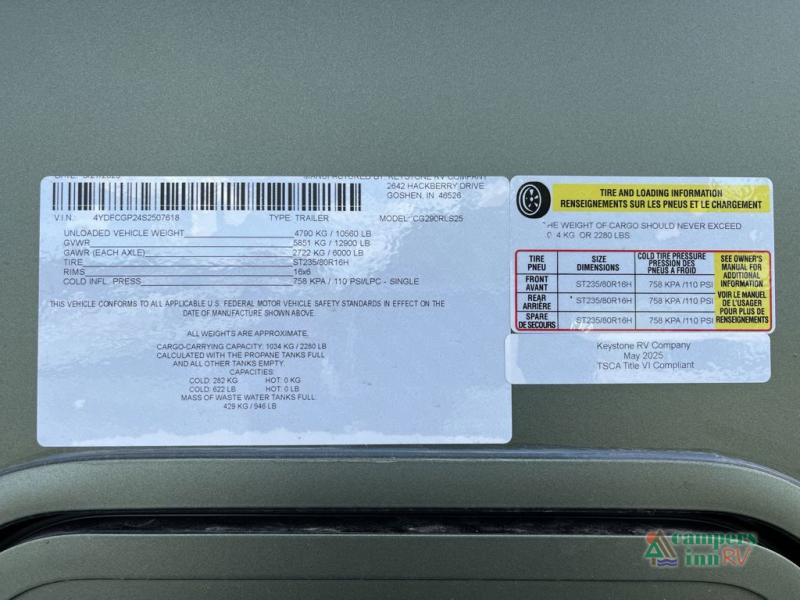 MANUFACTURED BY KEYSTONE RV COMPANY
2642 HACKBERRY DRIVE
GOSHEN, IN 46526
V.I.N. 4YDFCGP24S2507618 TYPE: TRAILER MODEL: CG290RLS25
UNLOADED VEHICLE WEIGHT 4790 KG / 10560 LB
GVWR 5851 KG / 12900 LB
GAWR (EACH AXLE) 2722 KG / 6000 LB
TIRE ST235/80R16H
RIMS 16x6
COLD INFL. PRESS 758 KPA / 110 PSI/LPC - SINGLE
THIS VEHICLE CONFORMS TO ALL APPLICABLE U.S. FEDERAL MOTOR VEHICLE SAFETY STANDARDS IN EFFECT ON THE
DATE OF MANUFACTURE SHOWN ABOVE.
ALL WEIGHTS ARE APPROXIMATE.
CARGO-CARRYING CAPACITY: 1034 KG / 2280 LB
CALCULATED WITH THE PROPANE TANKS FULL
AND ALL OTHER TANKS EMPTY.
CAPACITIES:
COLD: 282 KG HOT: 0 KG
COLD: 622 LB HOT: 0 LB
MASS OF WASTE WATER TANKS FULL:
429 KG / 946 LB
TIRE AND LOADING INFORMATION
RENSEIGNEMENTS SUR LES PNEUS ET LE CHARGEMENT
THE WEIGHT OF CARGO SHOULD NEVER EXCEED
KG OR 2280 LBS.
TIRE PNEU SIZE DIMENSIONS COLD TIRE PRESSURE PRESSION DES PNEUS A FROID
FRONT AVANT ST235/80R16H 758 KPA /110 PSI
REAR ARRIÈRE ST235/80R16H 758 KPA /110 PSI
SPARE DE SECOURS ST235/80R16H 758 KPA /110 PSI
SEE OWNER'S
MANUAL FOR
ADDITIONAL
INFORMATION
VOIR LE MANUEL
DE L'USAGER
POUR PLUS DE
RENSEIGNEMENTS
Keystone RV Company
May 2025
TSCA Title VI Compliant
campers
inn RV